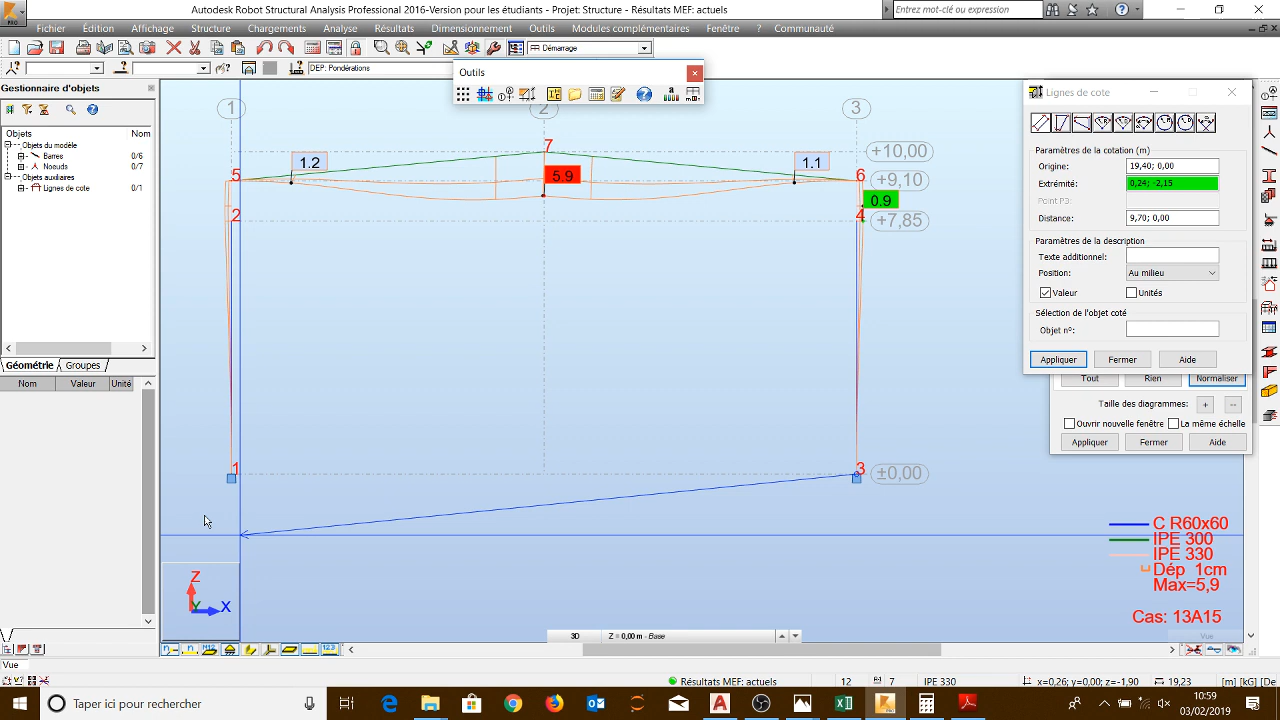 PRO
Autodesk Robot Structural Analysis Professional 2016-Version pour les étudiants - Projet: Structure - Résultats MEF: actuels
Entrez mot-clé ou expression
Fichier Edition Affichage Structure Chargements Analyse Résultats Dimensionnement Outils Modules complémentaires Fenêtre ? Communauté
Démarrage
DEP: Pondérations
Outils
Gestionnaire d'objets
Objets Nom
Objets du modèle
Barres 0/6
Noeuds 0/7
Objets auxiliaires
Lignes de cote 0/1
Géométrie Groupes
Nom Valeur Unité
1 2 3
7
+10,00
1.2
1.1
5
5.9
6
+9,10
0.9
2
4
+7,85
1
3
±0,00
Z
Y X
C R60x60
IPE 300
IPE 330
Dép 1cm
Max=5,9
Cas: 13A15
3D Z = 0,00 m - Base
Vue
Lignes de cote
Paramètres de la cotation (m)
Origine: 19,40; 0,00
Extrémité: 0,24; -2,15
Point P3:
Distance: 9,70; 0,00
Paramètres de la description
Texte additionnel:
Position: Au milieu
Valeur Unités
Sélection de l'objet coté
Objet nº:
Appliquer Fermer Aide
Tout Rien Normaliser
Taille des diagrammes: + --
Ouvrir nouvelle fenêtre La même échelle
Appliquer Fermer Aide
Vue
Résultats MEF: actuels 12 7 IPE 330 x=0,26; y=0,00; z=-1,90 19,23 [m] [kG] [De
Taper ici pour rechercher
10:59
03/02/2019